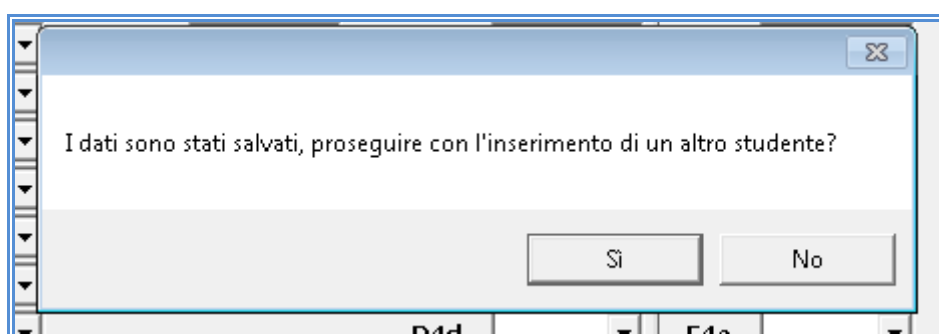 I dati sono stati salvati, proseguire con l'inserimento di un altro studente?
Sì No